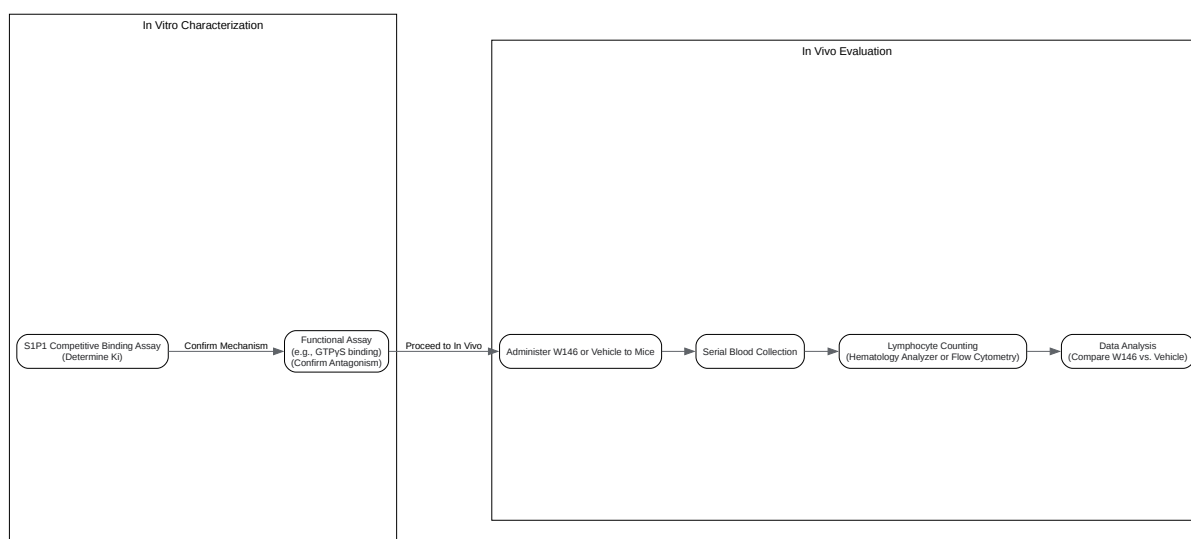 In Vitro Characterization
In Vivo Evaluation
S1P1 Competitive Binding Assay
(Determine Ki)
Confirm Mechanism
Functional Assay
(e.g., GTPγS binding)
(Confirm Antagonism)
Proceed to In Vivo
Administer W146 or Vehicle to Mice
Serial Blood Collection
Lymphocyte Counting
(Hematology Analyzer or Flow Cytometry)
Data Analysis
(Compare W146 vs. Vehicle)